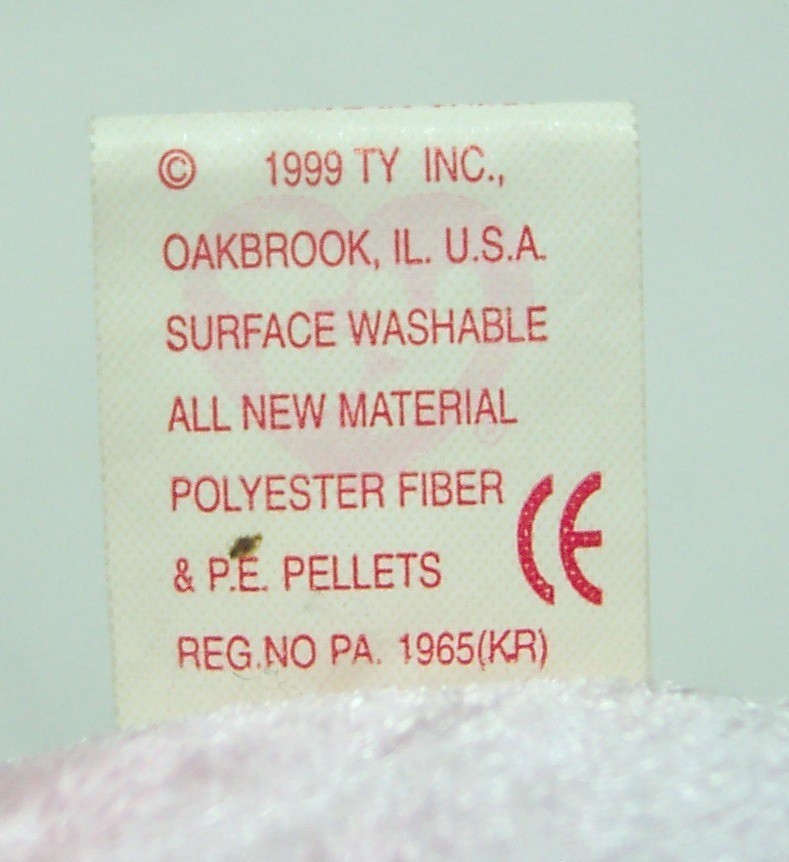 © 1999 TY INC.,
OAKBROOK, IL. U.S.A.
SURFACE WASHABLE
ALL NEW MATERIAL
POLYESTER FIBER
& P.E. PELLETS
REG.NO PA. 1965(KR)
CE